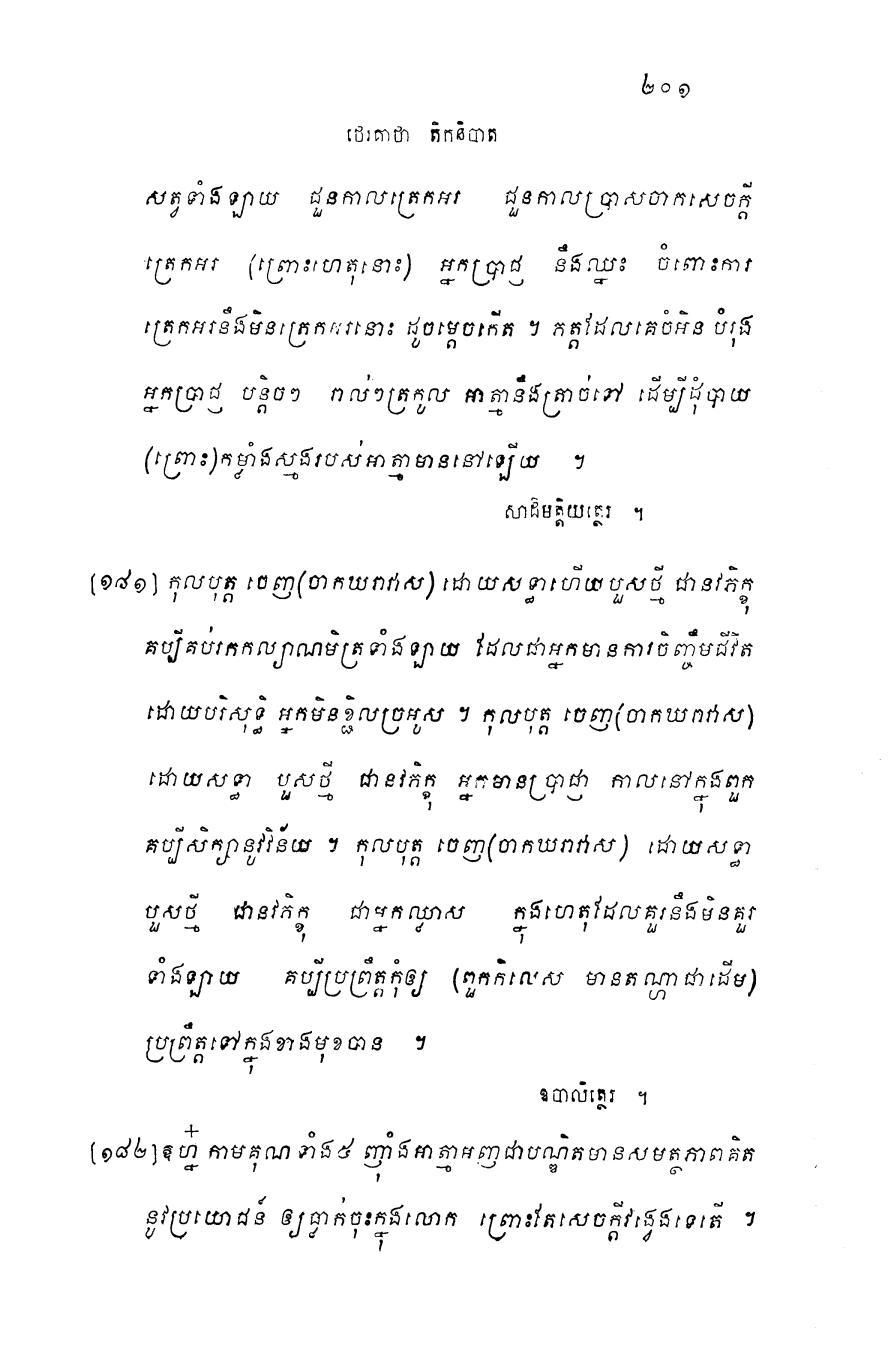 ២០១
ថេរគាថា តិកនិបាត
សត្វទាំងឡាយ ជួនកាលត្រេកអរ ជួនកាលប្រាសចាកសេចក្តី
ត្រេកអរ (ព្រោះហេតុនោះ) អ្នកប្រាជ្ញ នឹងឈ្នះ ចំពោះការ
ត្រេកអរនឹងមិនត្រេកអរនោះ ដូចម្តេចកើត ។ ភត្តដែលគេចំអិន បំរុង
អ្នកប្រាជ្ញ បន្តិចៗ រាល់ៗត្រកូល អាត្មានឹងត្រាច់ទៅ ដើម្បីដុំបាយ
(ព្រោះ)កម្លាំងស្មងរបស់អាត្មាមាននៅឡើយ ។
សាដិមត្តិយត្ថេរ ។
[១៨១] កុលបុត្ត ចេញ(ចាកឃរាវាស) ដោយសទ្ធាហើយបួសថ្មី ជានវភិក្ខុ
គប្បីគប់រកកល្យាណមិត្រទាំងឡាយ ដែលជាអ្នកមានការចិញ្ចឹមជីវិត
ដោយបរិសុទ្ធិ អ្នកមិនខ្ជិលច្រអូស ។ កុលបុត្ត ចេញ(ចាកឃរាវាស)
ដោយសទ្ធា បួសថ្មី ជានវភិក្ខុ អ្នកមានប្រាជ្ញា កាលនៅក្នុងពួក
គប្បីសិក្សានូវវិន័យ ។ កុលបុត្ត ចេញ(ចាកឃរាវាស) ដោយសទ្ធា
បួសថ្មី ជានវភិក្ខុ ជាអ្នកឈ្លាស ក្នុងហេតុដែលគួរនឹងមិនគួរ
ទាំងឡាយ គប្បីប្រព្រឹត្តកុំឲ្យ (ពួកកិលេស មានតណ្ហាជាដើម)
ប្រព្រឹត្តទៅក្នុងខាងមុខបាន ។
ឧបាលិត្ថេរ ។
[១៨២] ឧហ្ន៎ កាមគុណទាំង៥ ញ៉ាំងអាត្មាអញជាបណ្ឌិតមានសមត្ថភាពគិត
នូវប្រយោជន៍ ឲ្យធ្លាក់ចុះក្នុងលោក ព្រោះតែសេចក្តីវង្វេងទេតើ ។